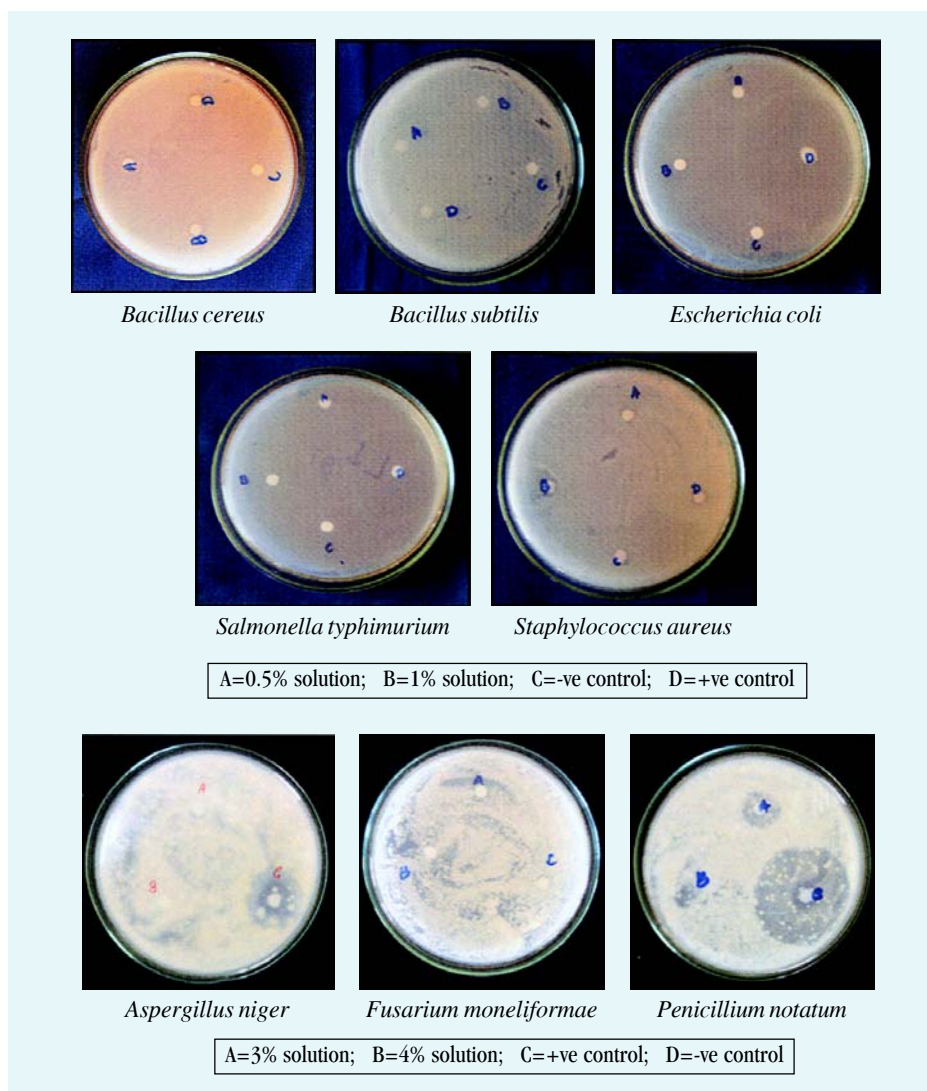 D
A
C
B
B
A
C
D
B
D
C
Bacillus cereus
Bacillus subtilis
Escherichia coli
A
B
D
C
A
D
C
Salmonella typhimurium
Staphylococcus aureus
A=0.5% solution; B=1% solution; C=-ve control; D=+ve control
A
B
C
A
B
C
A
B
B
Aspergillus niger
Fusarium moneliformae
Penicillium notatum
A=3% solution; B=4% solution; C=+ve control; D=-ve control